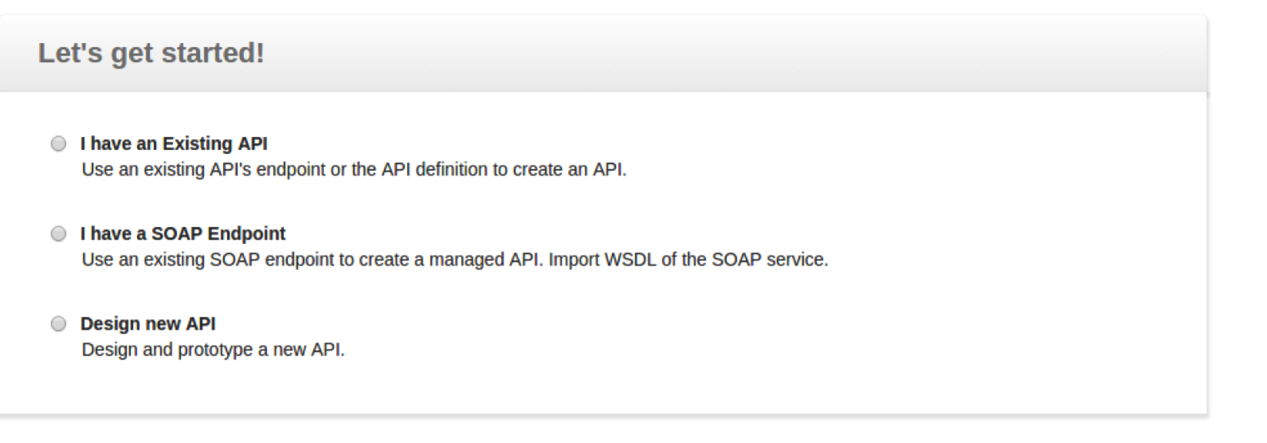 Let's get started!
I have an Existing API
Use an existing API's endpoint or the API definition to create an API.
I have a SOAP Endpoint
Use an existing SOAP endpoint to create a managed API. Import WSDL of the SOAP service.
Design new API
Design and prototype a new API.